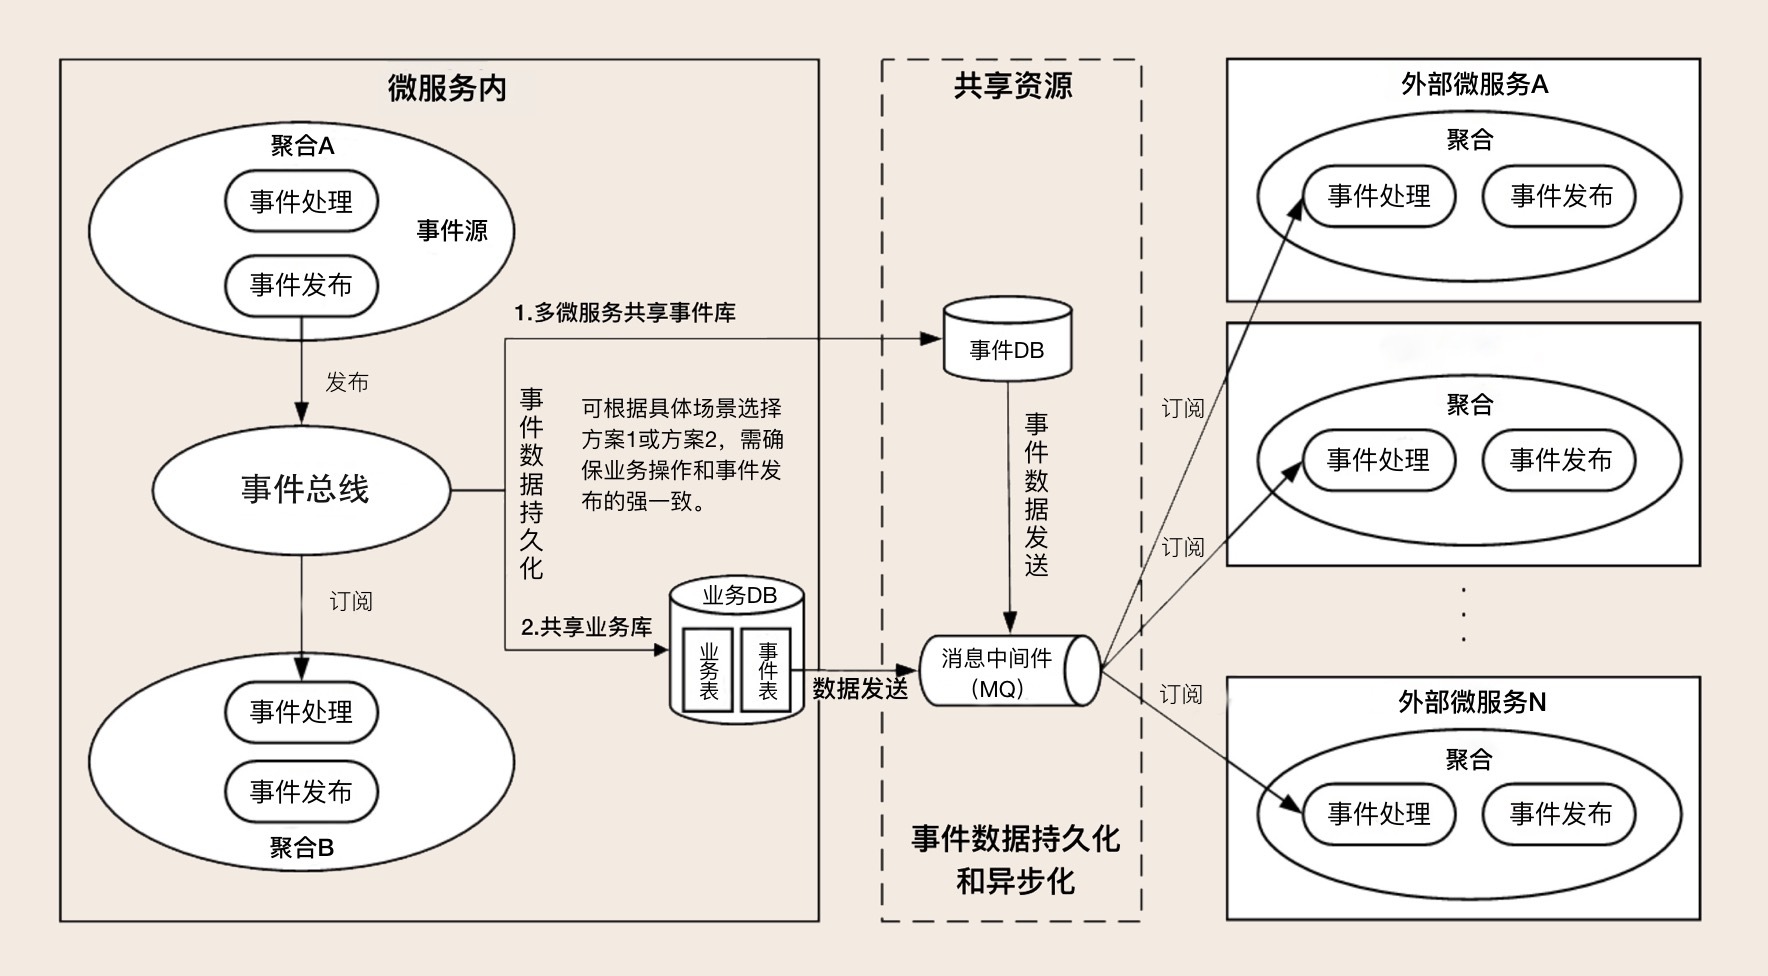 微服务内
聚合A
事件处理
事件源
事件发布
发布
事件总线
订阅
事件处理
事件发布
聚合B
1.多微服务共享事件库
事件数据持久化
可根据具体场景选择
方案1或方案2，需确
保业务操作和事件发
布的强一致。
2.共享业务库
业务DB
业务表
事件表
数据发送
共享资源
事件DB
事件数据发送
消息中间件
（MQ）
事件数据持久化
和异步化
订阅
订阅
订阅
外部微服务A
聚合
事件处理
事件发布
聚合
事件处理
事件发布
外部微服务N
聚合
事件处理
事件发布